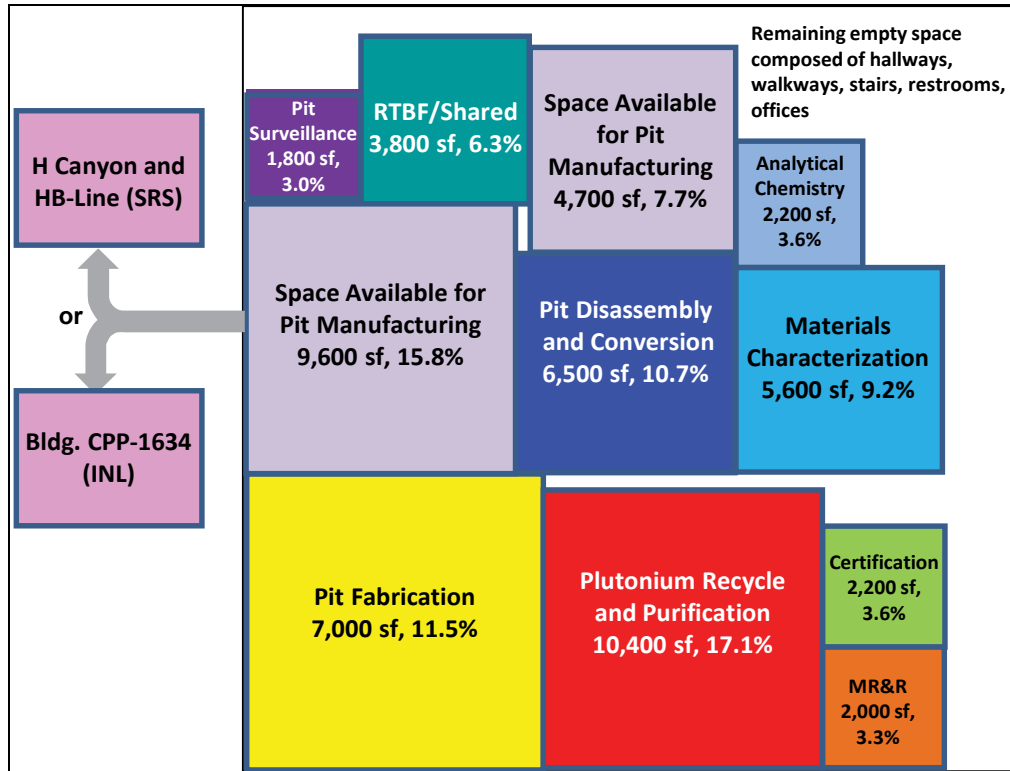 Remaining empty space
composed of hallways,
walkways, stairs, restrooms,
offices
H Canyon and
HB-Line (SRS)
or
Bldg. CPP-1634
(INL)
Pit
Surveillance
1,800 sf,
3.0%
RTBF/Shared
3,800 sf, 6.3%
Space Available
for Pit
Manufacturing
4,700 sf, 7.7%
Analytical
Chemistry
2,200 sf,
3.6%
Space Available for
Pit Manufacturing
9,600 sf, 15.8%
Pit Disassembly
and Conversion
6,500 sf, 10.7%
Materials
Characterization
5,600 sf, 9.2%
Pit Fabrication
7,000 sf, 11.5%
Plutonium Recycle
and Purification
10,400 sf, 17.1%
Certification
2,200 sf,
3.6%
MR&R
2,000 sf,
3.3%